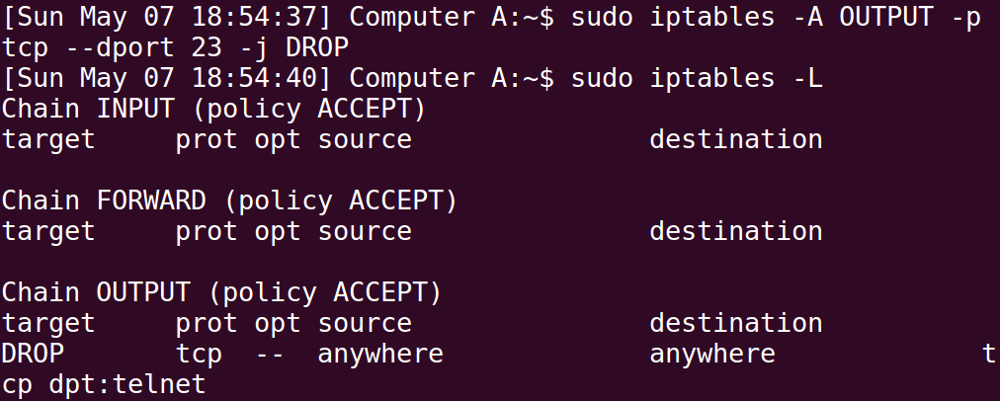 [Sun May 07 18:54:37] Computer A:~$ sudo iptables -A OUTPUT -p
tcp --dport 23 -j DROP
[Sun May 07 18:54:40] Computer A:~$ sudo iptables -L
Chain INPUT (policy ACCEPT)
target     prot opt source               destination

Chain FORWARD (policy ACCEPT)
target     prot opt source               destination

Chain OUTPUT (policy ACCEPT)
target     prot opt source               destination
DROP       tcp  --  anywhere             anywhere             t
cp dpt:telnet